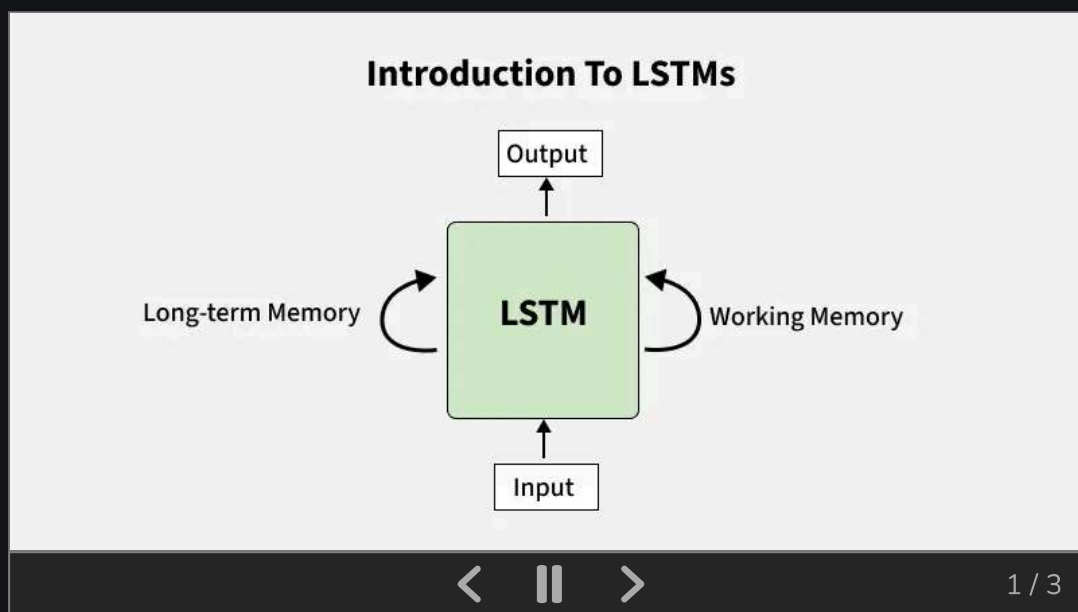 Introduction To LSTMs
Output
Long-term Memory
LSTM
Working Memory
Input
1 / 3